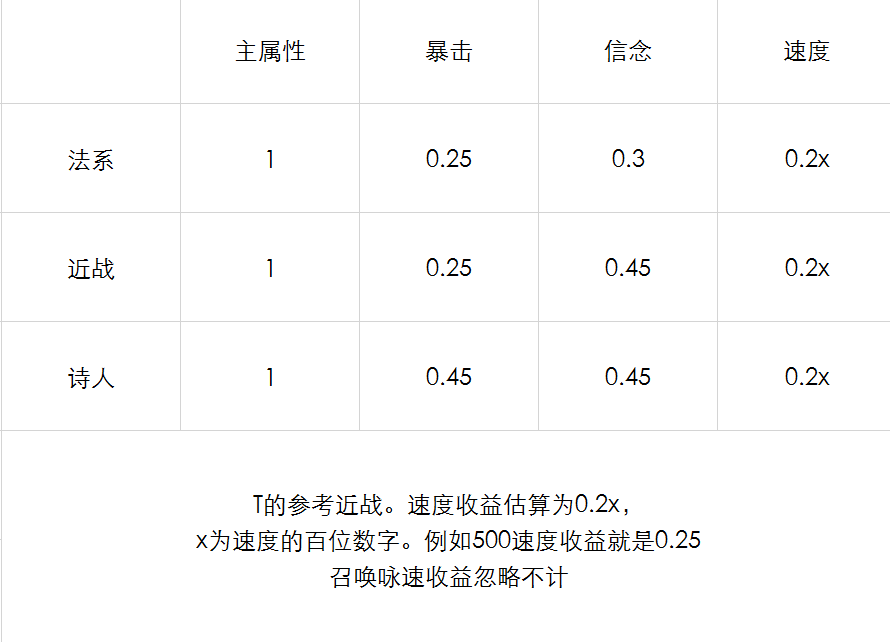 主属性 暴击 信念 速度
法系 1 0.25 0.3 0.2x
近战 1 0.25 0.45 0.2x
诗人 1 0.45 0.45 0.2x
T的参考近战。速度收益估算为0.2x，
x为速度的百位数字。例如500速度收益就是0.25
召唤咏速收益忽略不计